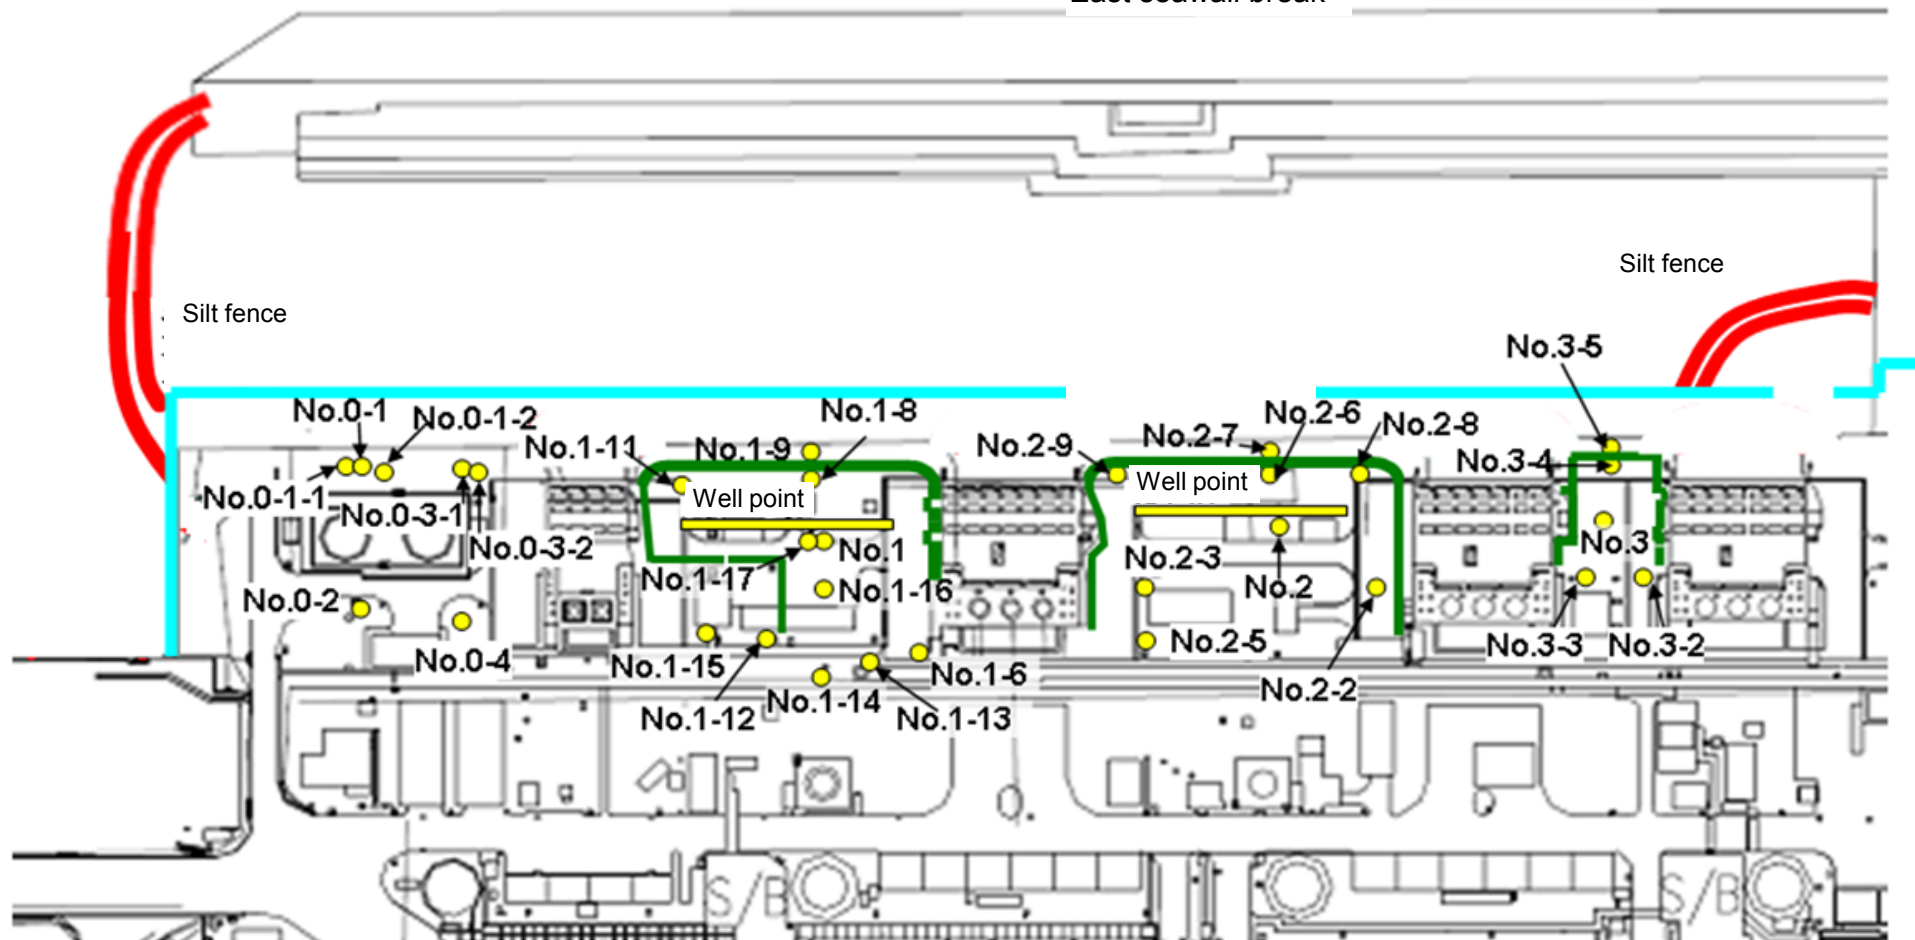 East seawall break
Silt fence
Silt fence
No.3-5
No.0-1
No.0-1-2
No.1-8
No.2-6
No.2-8
No.1-11
No.1-9
No.2-9
No.2-7
No.3-4
No.0-1-1
No.0-3-1
Well point
Well point
No.0-3-2
No.1
No.3
No.1-17
No.2-3
No.2
No.0-2
No.1-16
No.0-4
No.1-15
No.1-6
No.2-5
No.3-3
No.3-2
No.1-12
No.1-14
No.1-13
No.2-2
S/B
S/B